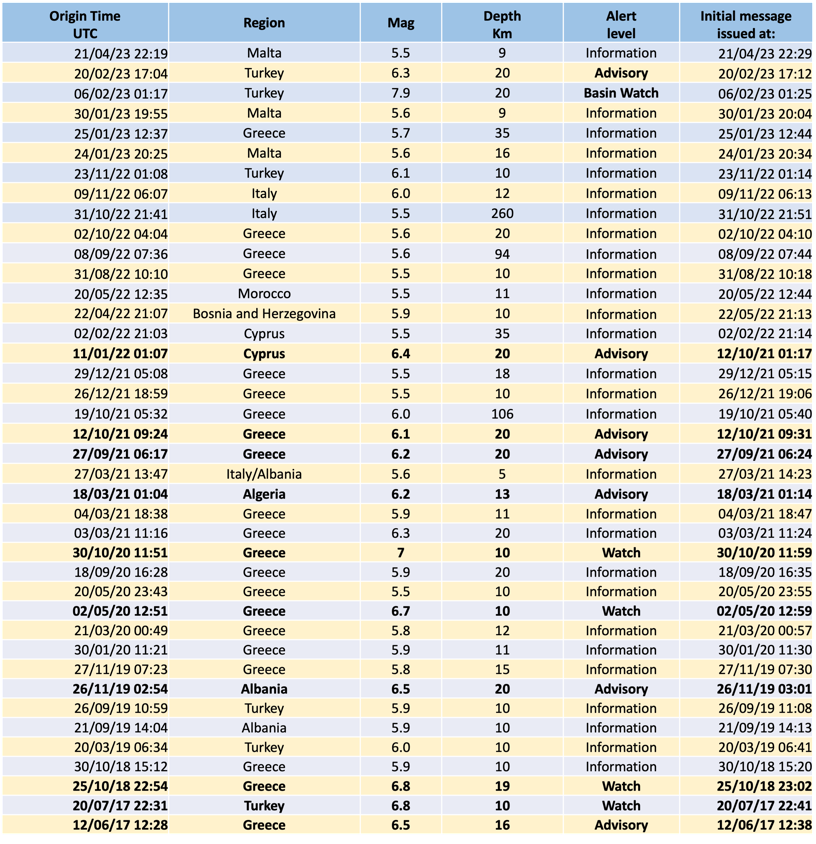 Origin Time UTC Region Mag Depth Km Alert level Initial message issued at:
21/04/23 22:19 Malta 5.5 9 Information 21/04/23 22:29
20/02/23 17:04 Turkey 6.3 20 Advisory 20/02/23 17:12
06/02/23 01:17 Turkey 7.9 20 Basin Watch 06/02/23 01:25
30/01/23 19:55 Malta 5.6 9 Information 30/01/23 20:04
25/01/23 12:37 Greece 5.7 35 Information 25/01/23 12:44
24/01/23 20:25 Malta 5.6 16 Information 24/01/23 20:34
23/11/22 01:08 Turkey 6.1 10 Information 23/11/22 01:14
09/11/22 06:07 Italy 6.0 12 Information 09/11/22 06:13
31/10/22 21:41 Italy 5.5 260 Information 31/10/22 21:51
02/10/22 04:04 Greece 5.6 20 Information 02/10/22 04:10
08/09/22 07:36 Greece 5.6 94 Information 08/09/22 07:44
31/08/22 10:10 Greece 5.5 10 Information 31/08/22 10:18
20/05/22 12:35 Morocco 5.5 11 Information 20/05/22 12:44
22/04/22 21:07 Bosnia and Herzegovina 5.9 10 Information 22/05/22 21:13
02/02/22 21:03 Cyprus 5.5 35 Information 02/02/22 21:14
11/01/22 01:07 Cyprus 6.4 20 Advisory 12/10/21 01:17
29/12/21 05:08 Greece 5.5 18 Information 29/12/21 05:15
26/12/21 18:59 Greece 5.5 10 Information 26/12/21 19:06
19/10/21 05:32 Greece 6.0 106 Information 19/10/21 05:40
12/10/21 09:24 Greece 6.1 20 Advisory 12/10/21 09:31
27/09/21 06:17 Greece 6.2 20 Advisory 27/09/21 06:24
27/03/21 13:47 Italy/Albania 5.6 5 Information 27/03/21 14:23
18/03/21 01:04 Algeria 6.2 13 Advisory 18/03/21 01:14
04/03/21 18:38 Greece 5.9 11 Information 04/03/21 18:47
03/03/21 11:16 Greece 6.3 20 Information 03/03/21 11:24
30/10/20 11:51 Greece 7 10 Watch 30/10/20 11:59
18/09/20 16:28 Greece 5.9 20 Information 18/09/20 16:35
20/05/20 23:43 Greece 5.5 10 Information 20/05/20 23:55
02/05/20 12:51 Greece 6.7 10 Watch 02/05/20 12:59
21/03/20 00:49 Greece 5.8 12 Information 21/03/20 00:57
30/01/20 11:21 Greece 5.9 11 Information 30/01/20 11:30
27/11/19 07:23 Greece 5.8 15 Information 27/11/19 07:30
26/11/19 02:54 Albania 6.5 20 Advisory 26/11/19 03:01
26/09/19 10:59 Turkey 5.9 10 Information 26/09/19 11:08
21/09/19 14:04 Albania 5.9 10 Information 21/09/19 14:13
20/03/19 06:34 Turkey 6.0 10 Information 20/03/19 06:41
30/10/18 15:12 Greece 5.9 10 Information 30/10/18 15:20
25/10/18 22:54 Greece 6.8 19 Watch 25/10/18 23:02
20/07/17 22:31 Turkey 6.8 10 Watch 20/07/17 22:41
12/06/17 12:28 Greece 6.5 16 Advisory 12/06/17 12:38